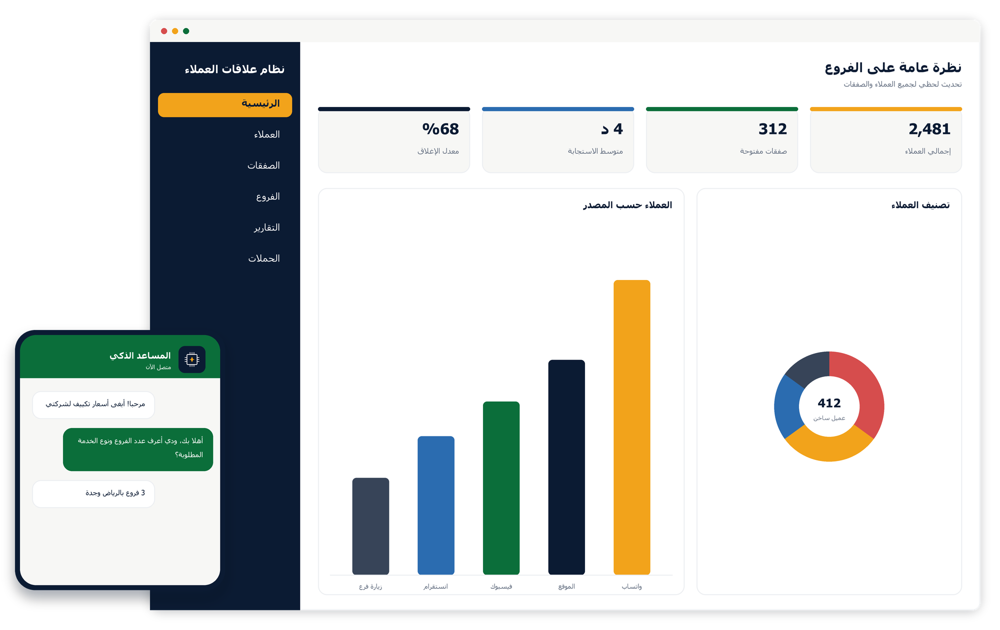 نظام علاقات العملاء
الرئيسية
العملاء
الصفقات
الفروع
التقارير
الحملات
نظرة عامة على الفروع
تحديث لحظي لجميع العملاء والصفقات
2,481
إجمالي العملاء
312
صفقات مفتوحة
4 د
متوسط الاستجابة
68%
معدل الإغلاق
تصنيف العملاء
412
عميل ساخن
العملاء حسب المصدر
واتساب
الموقع
فيسبوك
انستقرام
زيارة فرع
المساعد الذكي
متصل الآن
مرحبا! أبغى أسعار تكييف لشركتي
أهلا بك، ودي أعرف عدد الفروع ونوع الخدمة
المطلوبة؟
3 فروع بالرياض وجدة